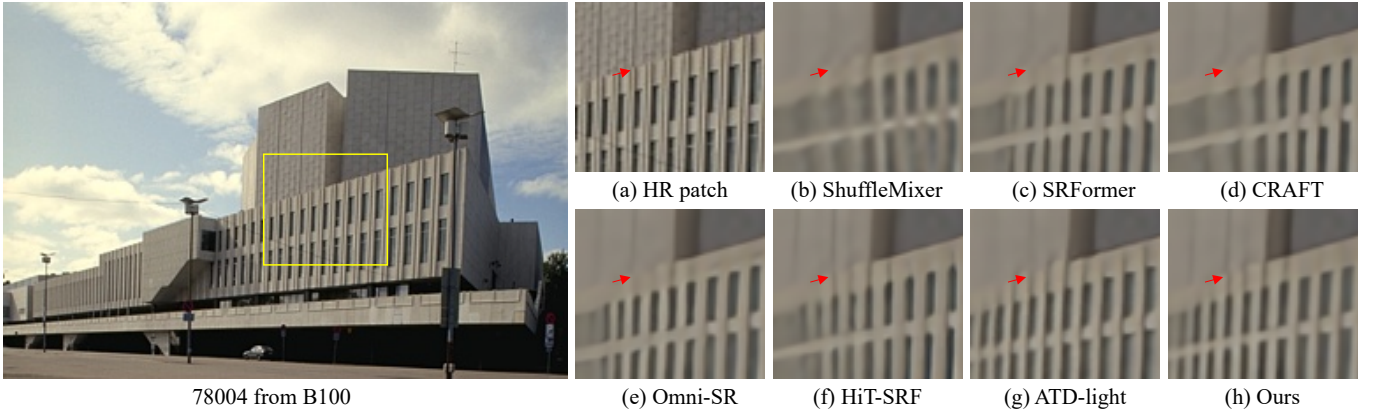 (a) HR patch
(b) ShuffleMixer
(c) SRFormer
(d) CRAFT
78004 from B100
(e) Omni-SR
(f) HiT-SRF
(g) ATD-light
(h) Ours